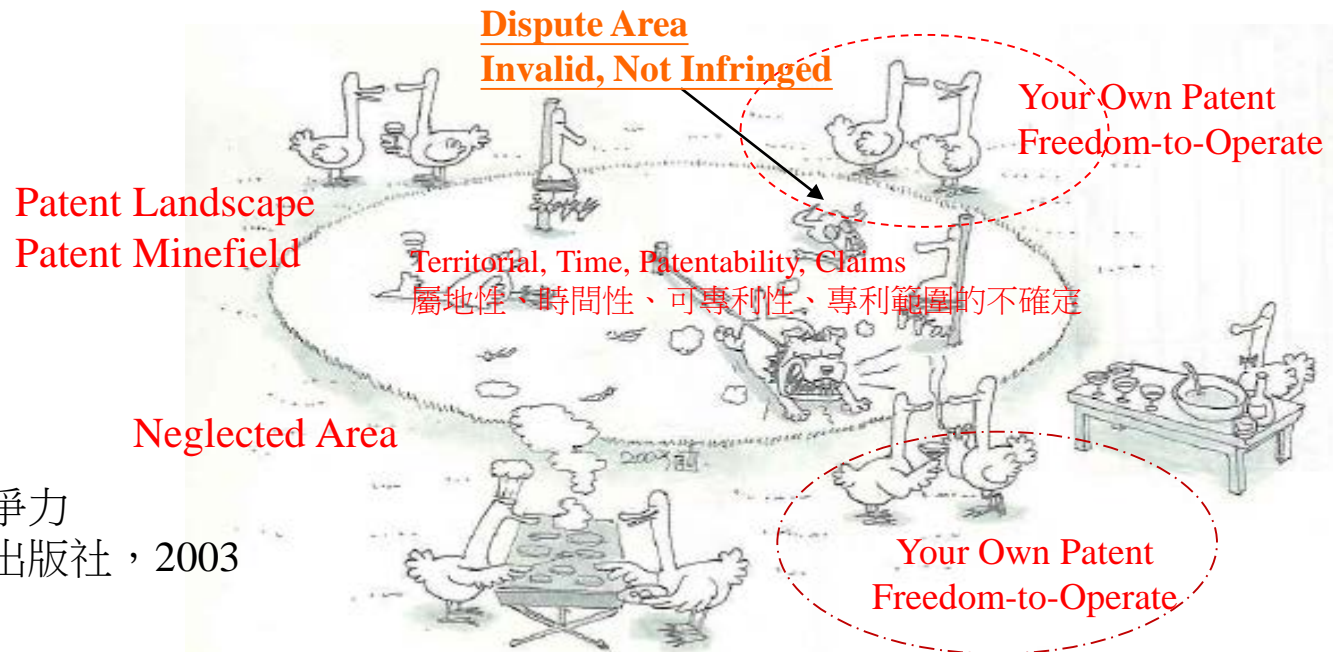 Dispute Area
Invalid, Not Infringed
Your Own Patent
Freedom-to-Operate
Patent Landscape
Patent Minefield
Territorial, Time, Patentability, Claims
屬地性、時間性、可專利性、專利範圍的不確定
Neglected Area
爭力
出版社，2003
Your Own Patent
Freedom-to-Operate